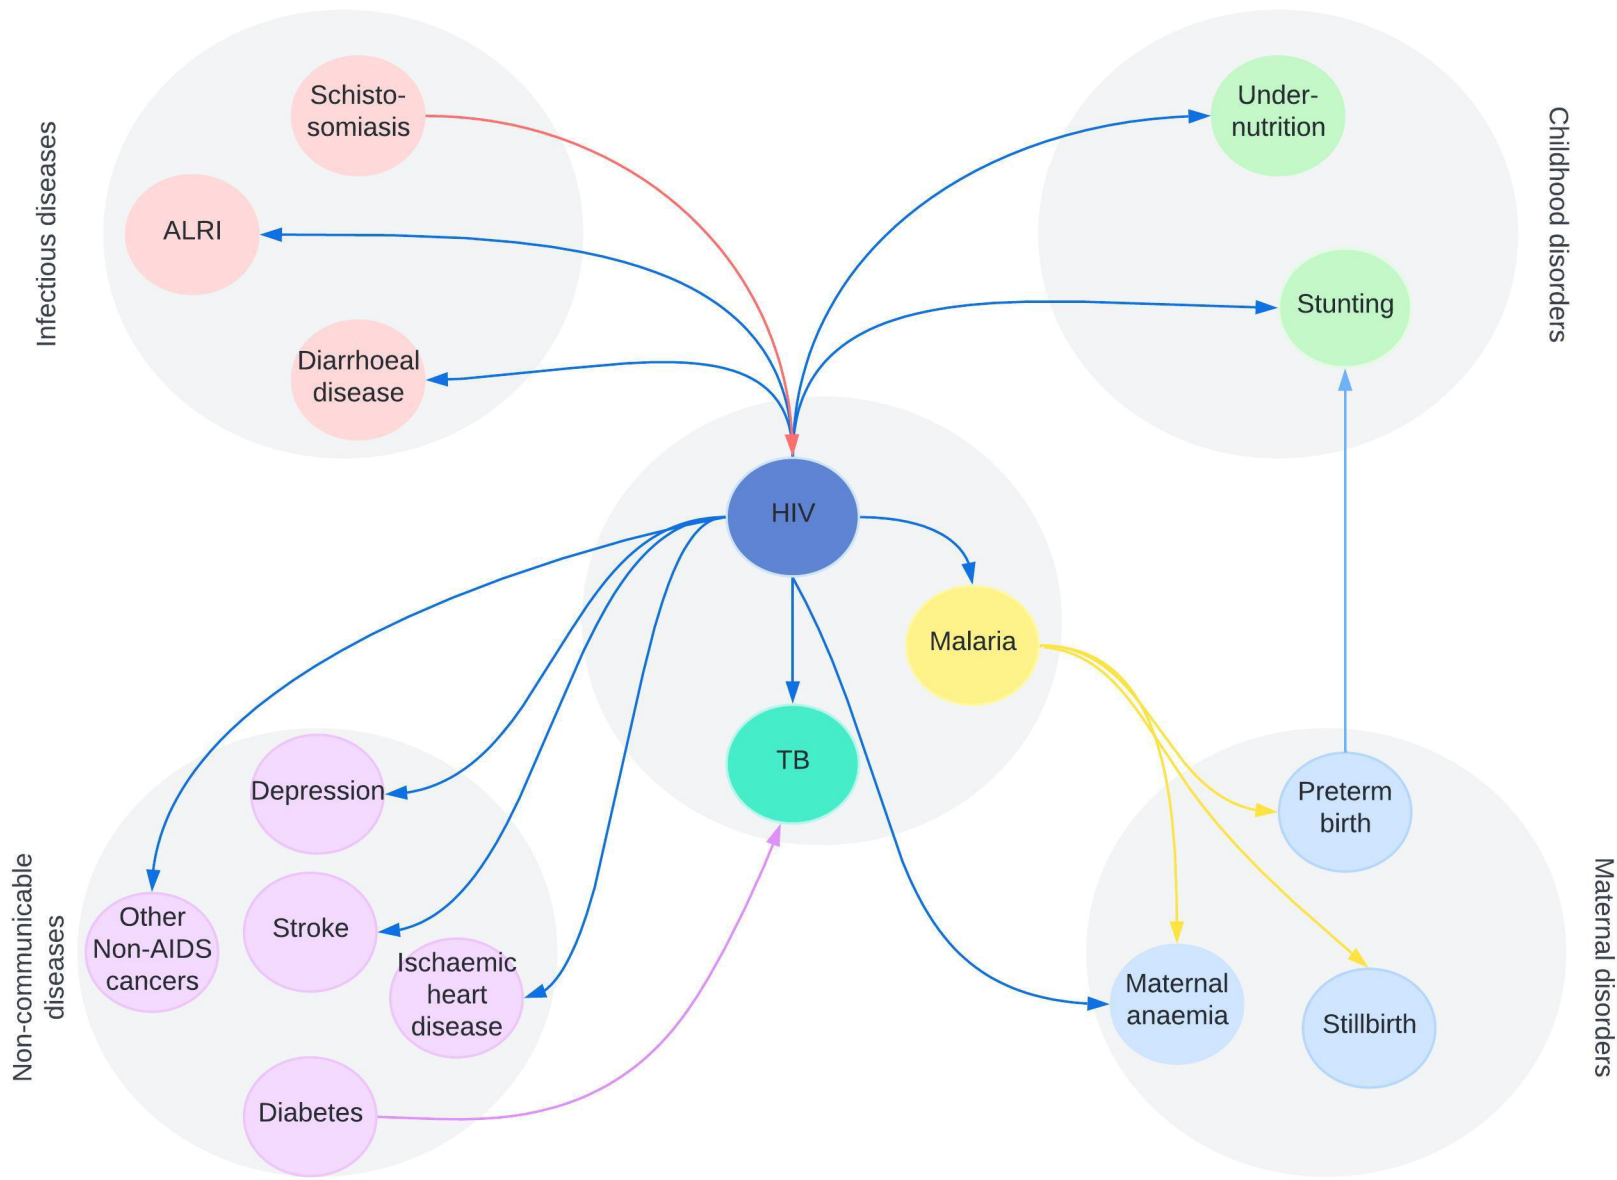 Infectious diseases
Schisto-
somiasis
ALRI
Diarrhoeal
disease
Under-
nutrition
Stunting
Childhood disorders
HIV
Malaria
TB
Non-communicable
diseases
Depression
Other
Non-AIDS
cancers
Stroke
Ischaemic
heart
disease
Diabetes
Preterm
birth
Maternal
anaemia
Stillbirth
Maternal disorders